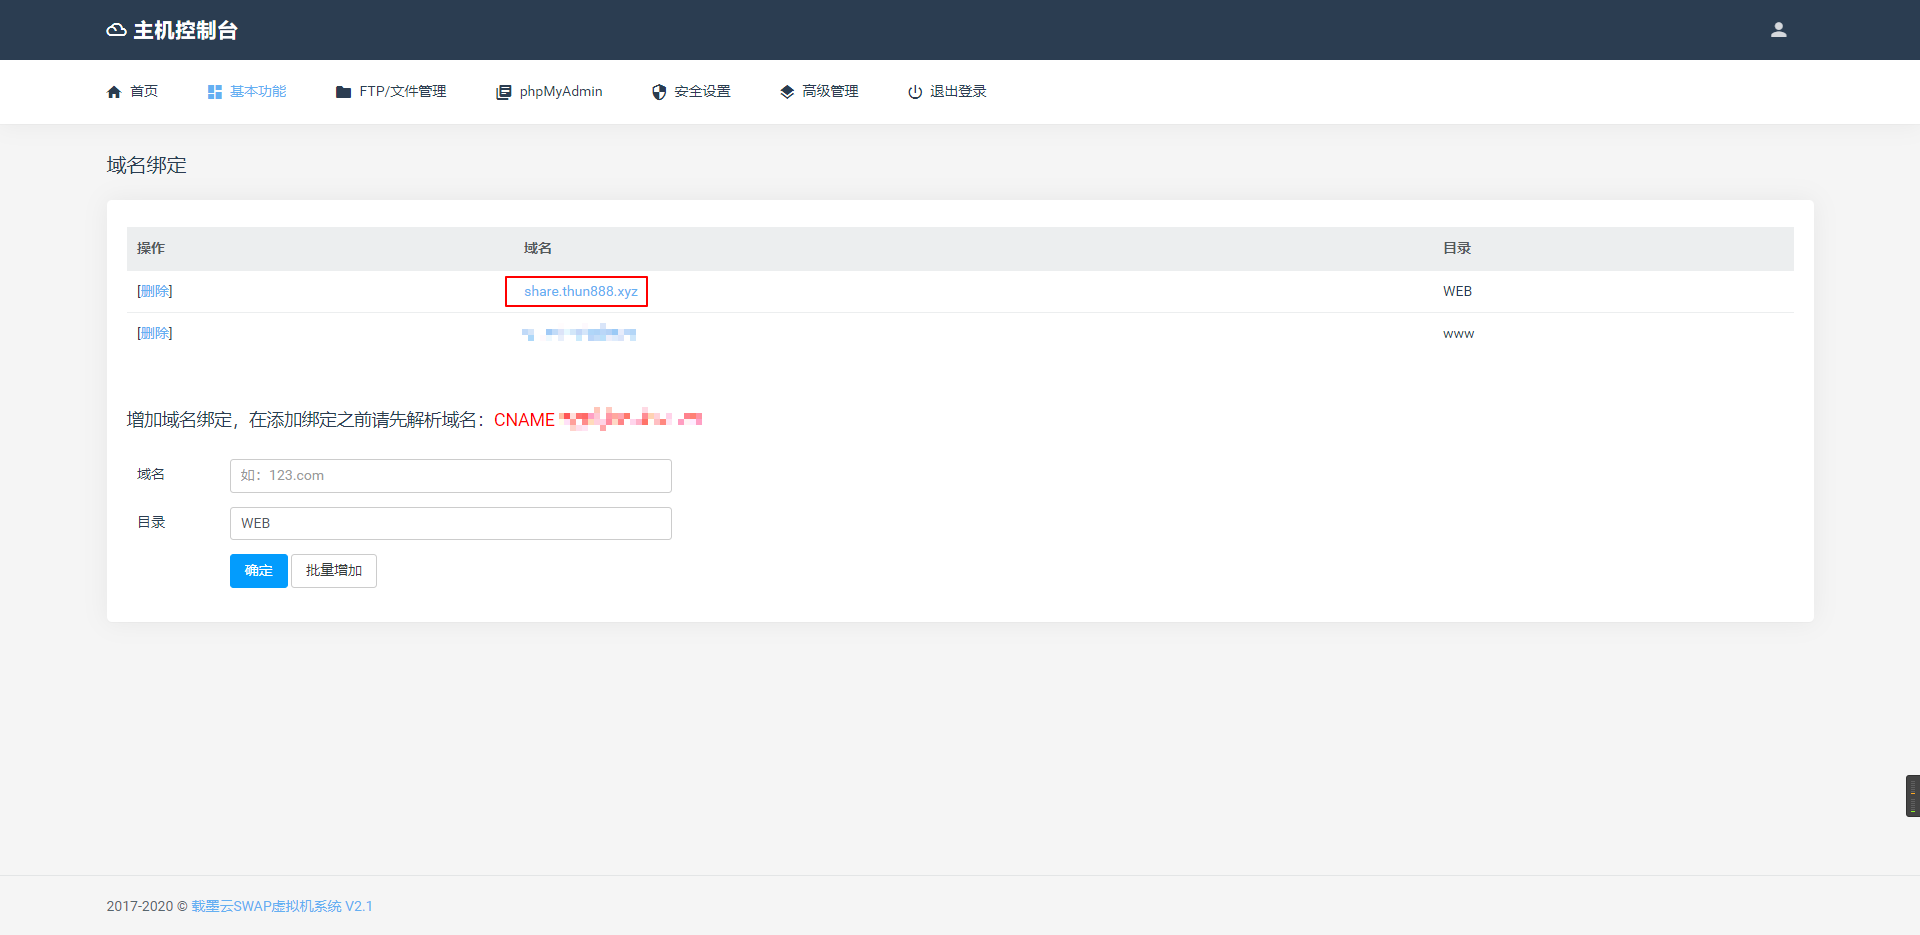 主机控制台
首页 基本功能 FTP/文件管理 phpMyAdmin 安全设置 高级管理 退出登录
域名绑定
操作 域名 目录
[删除] share.thun888.xyz WEB
[删除] www
增加域名绑定，在添加绑定之前请先解析域名：CNAME
域名 如：123.com
目录 WEB
确定 批量增加
2017-2020 © 载墨云SWAP虚拟机系统 V2.1